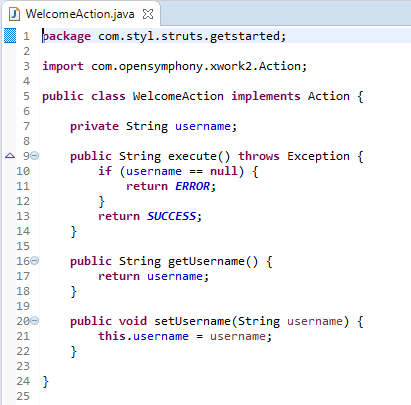 WelcomeAction.java
1 package com.styl.struts.getstarted;
2
3 import com.opensymphony.xwork2.Action;
4
5 public class WelcomeAction implements Action {
6
7     private String username;
8
9     public String execute() throws Exception {
10         if (username == null) {
11             return ERROR;
12         }
13         return SUCCESS;
14     }
15
16     public String getUsername() {
17         return username;
18     }
19
20     public void setUsername(String username) {
21         this.username = username;
22     }
23
24 }
25